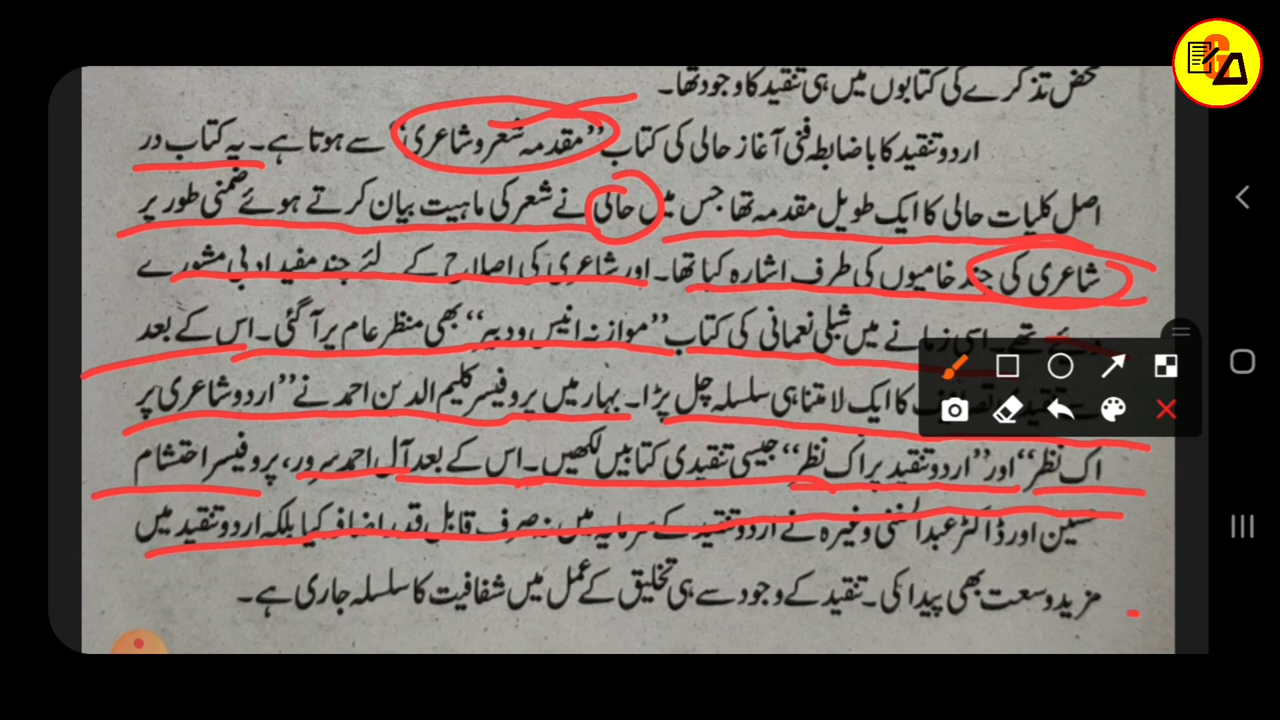 محض تذکرے کی کتابوں میں ہی تنقید کا وجود تھا۔
اردو تنقید کا باضابطہ فنی آغاز حالی کی کتاب ”مقدمہ شعر و شاعری“ سے ہوتا ہے۔ یہ کتاب در
اصل کلیات حالی کا ایک طویل مقدمہ تھا جس میں حالی نے شعر کی ماہیت بیان کرتے ہوئے ضمنی طور پر
شاعری کی چند خامیوں کی طرف اشارہ کیا تھا۔ اور شاعری کی اصلاح کے لئے چند مفید ادبی مشورے
دیئے تھے۔ اسی زمانے میں شبلی نعمانی کی کتاب ”موازنہ انیس و دبیر“ بھی منظر عام پر آ گئی۔ اس کے بعد
کا ایک لامتناہی سلسلہ چل پڑا۔ بہار میں پروفیسر کلیم الدین احمد نے ”اردو شاعری پر
اک نظر“ اور ”اردو تنقید پر اک نظر“ جیسی تنقیدی کتابیں لکھیں۔ اس کے بعد آل احمد سرور، پروفیسر احتشام
حسین اور ڈاکٹر عبدالمغنی وغیرہ نے اردو تنقید کے سرمایہ میں نہ صرف قابل قدر اضافہ کیا بلکہ اردو تنقید میں
مزید وسعت بھی پیدا کی۔ تنقید کے وجود سے ہی تخلیق کے عمل میں شفافیت کا سلسلہ جاری ہے۔